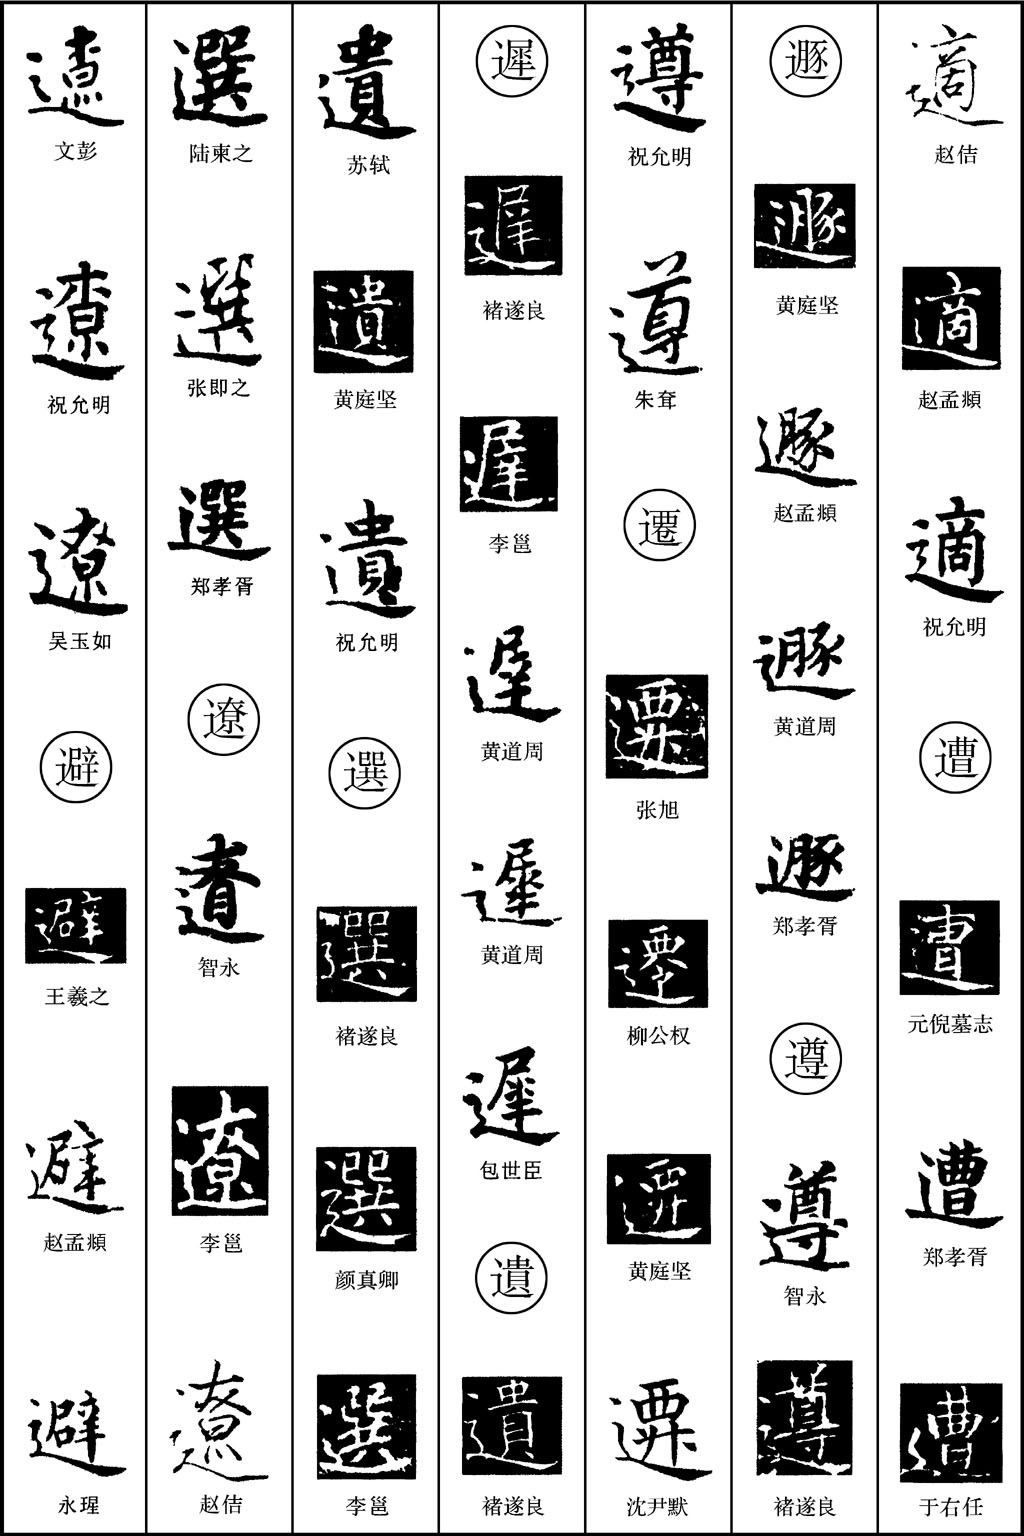 適
赵佶
適
赵孟頫
適
祝允明
遭
遭
元倪墓志
遭
郑孝胥
遭
于右任
遯
遯
黄庭坚
遯
赵孟頫
遯
黄道周
遯
郑孝胥
遵
遵
智永
遵
褚遂良
遵
祝允明
遵
朱耷
遷
遷
张旭
遷
柳公权
遷
黄庭坚
遷
沈尹默
遲
遲
褚遂良
遲
李邕
遲
黄道周
遲
黄道周
遲
包世臣
遺
遺
褚遂良
遺
苏轼
遺
黄庭坚
遺
祝允明
選
選
褚遂良
選
颜真卿
選
李邕
選
陆柬之
選
张即之
選
郑孝胥
遼
遼
智永
遼
李邕
遼
赵佶
遼
文彭
遼
祝允明
遼
吴玉如
避
避
王羲之
避
赵孟頫
避
永瑆